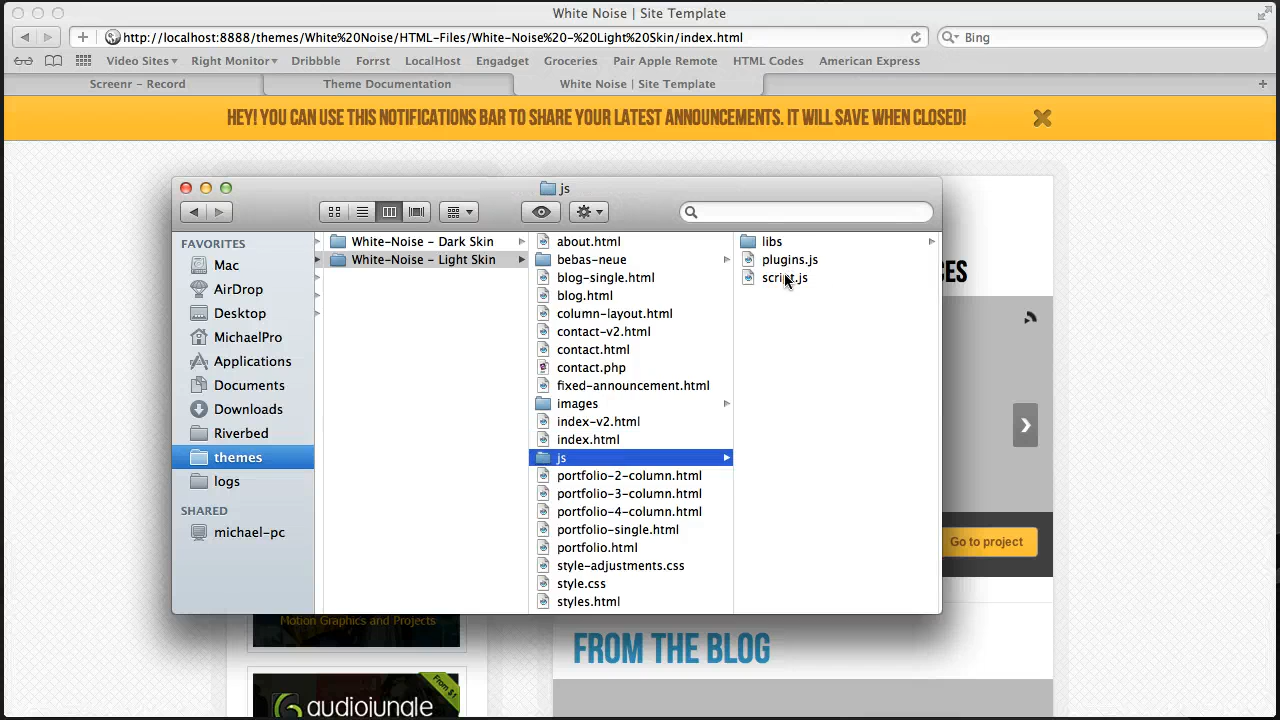 White Noise | Site Template
http://localhost:8888/themes/White%20Noise/HTML-Files/White-Noise%20-%20Light%20Skin/index.html
Bing
Video Sites Right Monitor Dribbble Forrst LocalHost Engadget Groceries Pair Apple Remote HTML Codes American Express
Screenr - Record Theme Documentation White Noise | Site Template
HEY! YOU CAN USE THIS NOTIFICATIONS BAR TO SHARE YOUR LATEST ANNOUNCEMENTS. IT WILL SAVE WHEN CLOSED!
js
FAVORITES
Mac
AirDrop
Desktop
MichaelPro
Applications
Documents
Downloads
Riverbed
themes
logs
SHARED
michael-pc
White-Noise - Dark Skin
White-Noise - Light Skin
about.html
bebas-neue
blog-single.html
blog.html
column-layout.html
contact-v2.html
contact.html
contact.php
fixed-announcement.html
images
index-v2.html
index.html
js
portfolio-2-column.html
portfolio-3-column.html
portfolio-4-column.html
portfolio-single.html
portfolio.html
style-adjustments.css
style.css
styles.html
libs
plugins.js
script.js
Go to project
Motion Graphics and Projects
FROM THE BLOG
From $1
audiojungle